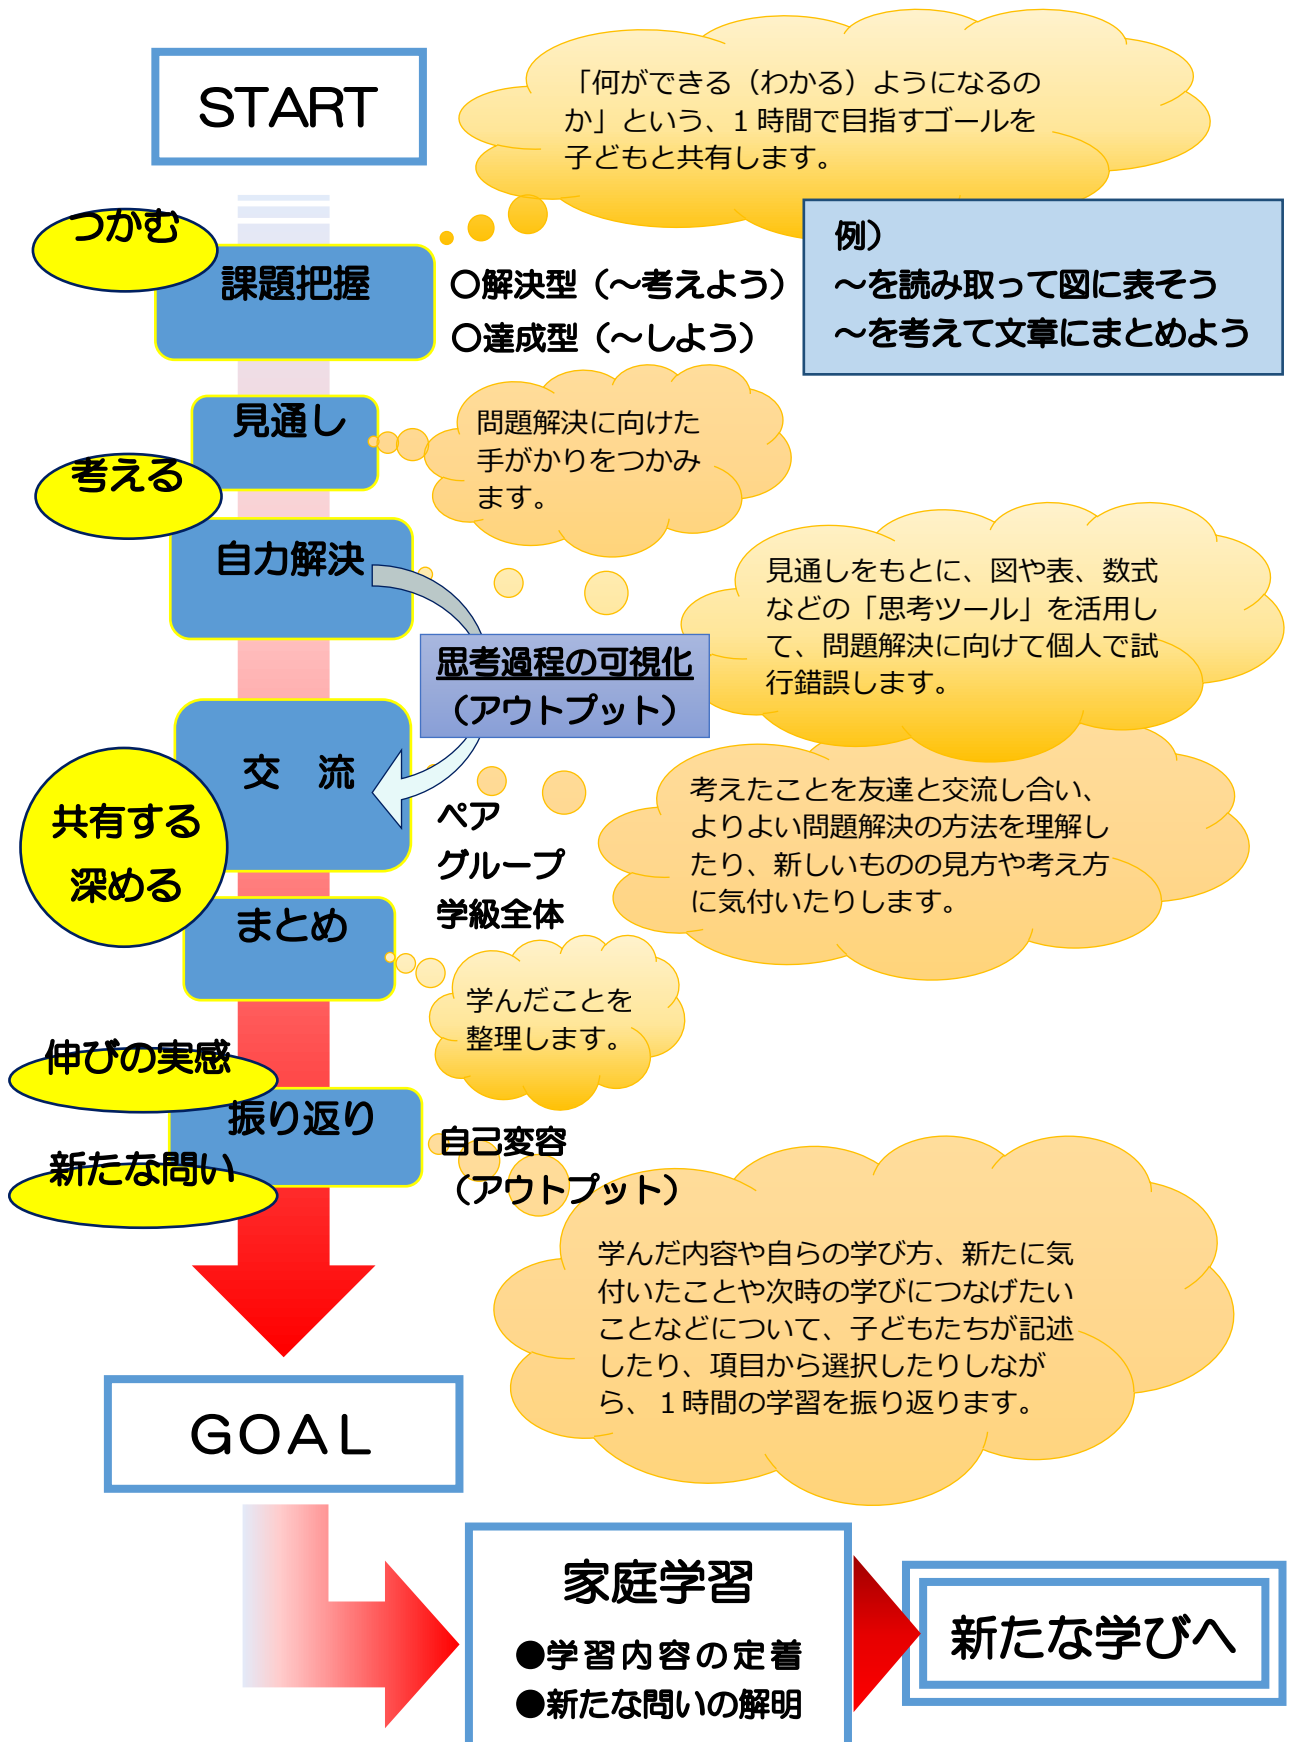 START
「何ができる（わかる）ようになるの
か」という、1時間で目指すゴールを
子どもと共有します。
つかむ
課題把握
〇解決型（～考えよう）
〇達成型（～しよう）
例）
～を読み取って図に表そう
～を考えて文章にまとめよう
見通し
問題解決に向けた
手がかりをつかみ
ます。
考える
自力解決
見通しをもとに、図や表、数式
などの「思考ツール」を活用し
て、問題解決に向けて個人で試
行錯誤します。
思考過程の可視化
（アウトプット）
交　流
共有する
深める
ペア
グループ
学級全体
考えたことを友達と交流し合い、
よりよい問題解決の方法を理解し
たり、新しいものの見方や考え方
に気付いたりします。
まとめ
学んだことを
整理します。
伸びの実感
振り返り
新たな問い
自己変容
（アウトプット）
学んだ内容や自らの学び方、新たに気
付いたことや次時の学びにつなげたい
ことなどについて、子どもたちが記述
したり、項目から選択したりしなが
ら、１時間の学習を振り返ります。
ＧＯＡＬ
家庭学習
●学習内容の定着
●新たな問いの解明
新たな学びへ